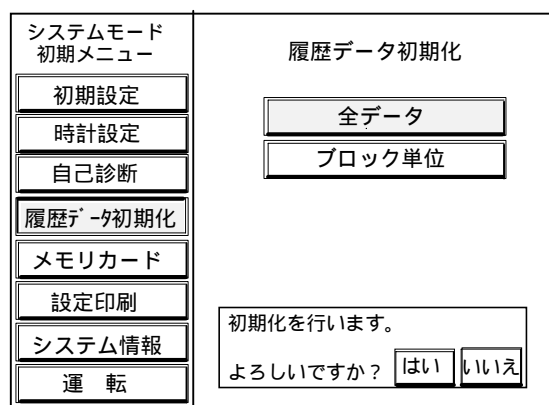 システムモード
初期メニュー
初期設定
時計設定
自己診断
履歴ﾃﾞｰﾀ初期化
メモリカード
設定印刷
システム情報
運　転
履歴データ初期化
全データ
ブロック単位
初期化を行います。
よろしいですか？ はい いいえ